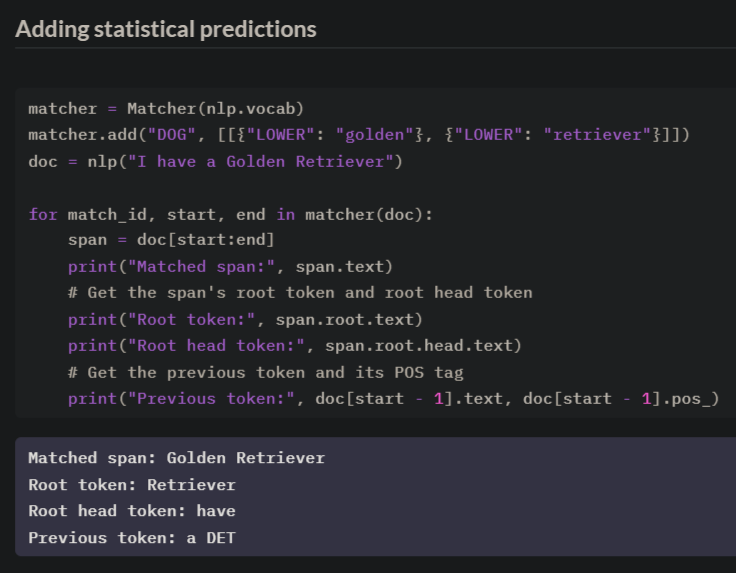 Adding statistical predictions
matcher = Matcher(nlp.vocab)
matcher.add("DOG", [[{"LOWER": "golden"}, {"LOWER": "retriever"}]])
doc = nlp("I have a Golden Retriever")
for match_id, start, end in matcher(doc):
    span = doc[start:end]
    print("Matched span:", span.text)
    # Get the span's root token and root head token
    print("Root token:", span.root.text)
    print("Root head token:", span.root.head.text)
    # Get the previous token and its POS tag
    print("Previous token:", doc[start - 1].text, doc[start - 1].pos_)
Matched span: Golden Retriever
Root token: Retriever
Root head token: have
Previous token: a DET